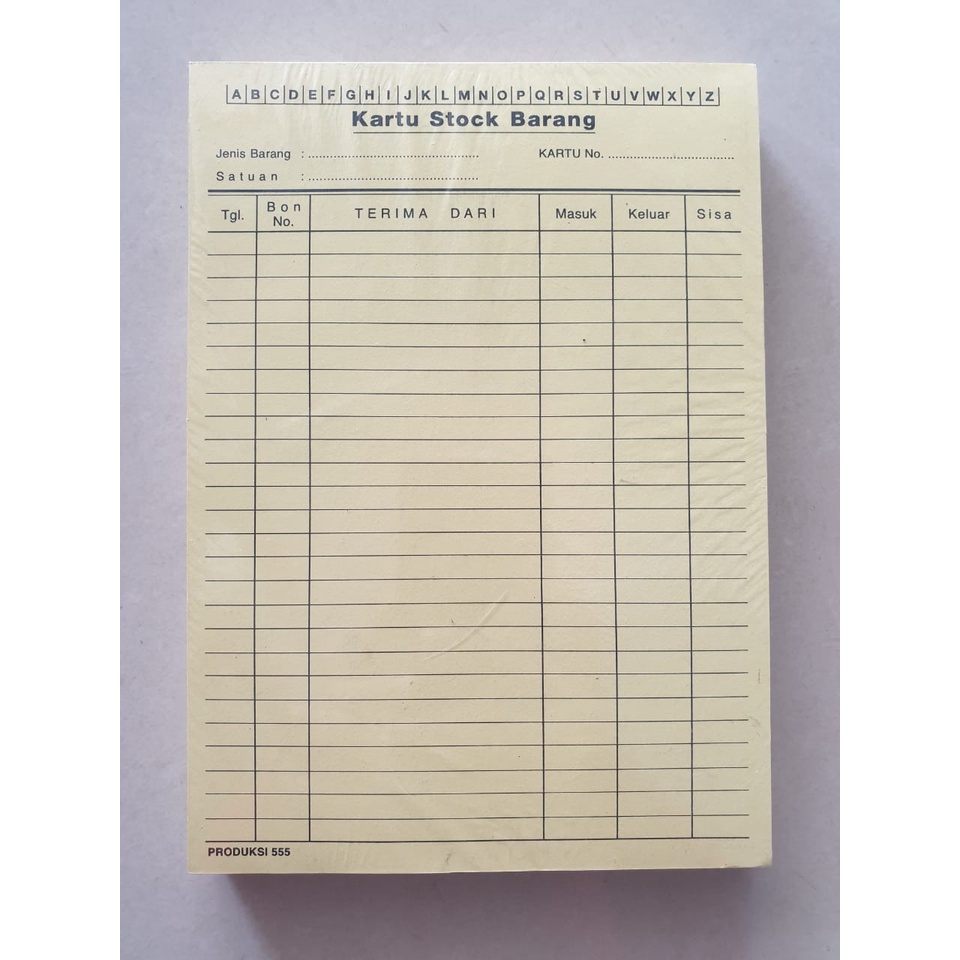 A B C D E F G H I J K L M N O P Q R S T U V W X Y Z
Kartu Stock Barang
Jenis Barang : ............................................... KARTU No. ...................................
Satuan : ...............................................
Tgl. Bon No. TERIMA DARI Masuk Keluar Sisa
PRODUKSI 555